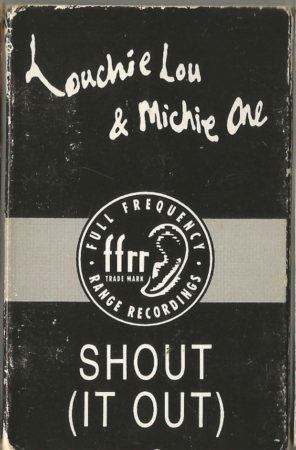 Louchie Lou
& Michie One
· FULL FREQUENCY ·
ffrr
TRADE MARK
RANGE RECORDINGS
SHOUT
(IT OUT)